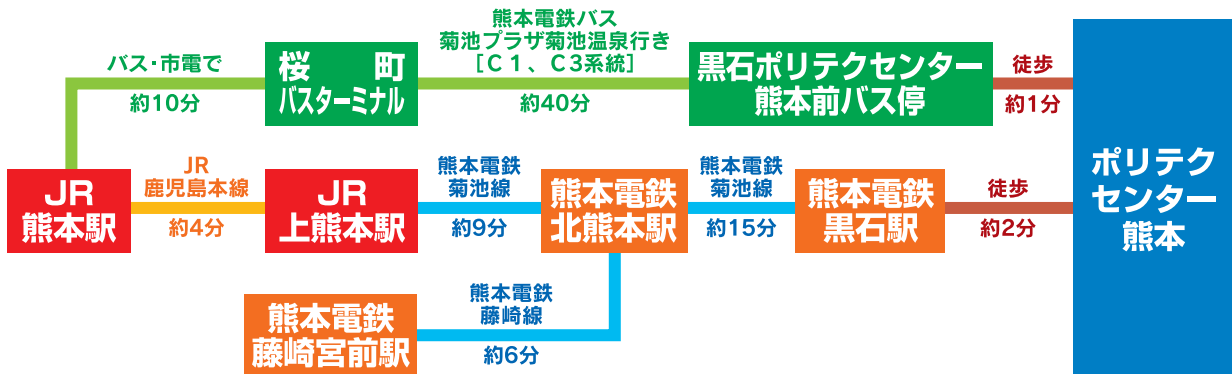 熊本電鉄バス
菊池プラザ菊池温泉行き
［C１、C3系統］
バス・市電で
約10分
桜町
バスターミナル
約40分
黒石ポリテクセンター
熊本前バス停
徒歩
約1分
JR
熊本駅
JR
鹿児島本線
約4分
JR
上熊本駅
熊本電鉄
菊池線
約9分
熊本電鉄
北熊本駅
熊本電鉄
菊池線
約15分
熊本電鉄
黒石駅
徒歩
約2分
ポリテク
センター
熊本
熊本電鉄
藤崎宮前駅
熊本電鉄
藤崎線
約6分